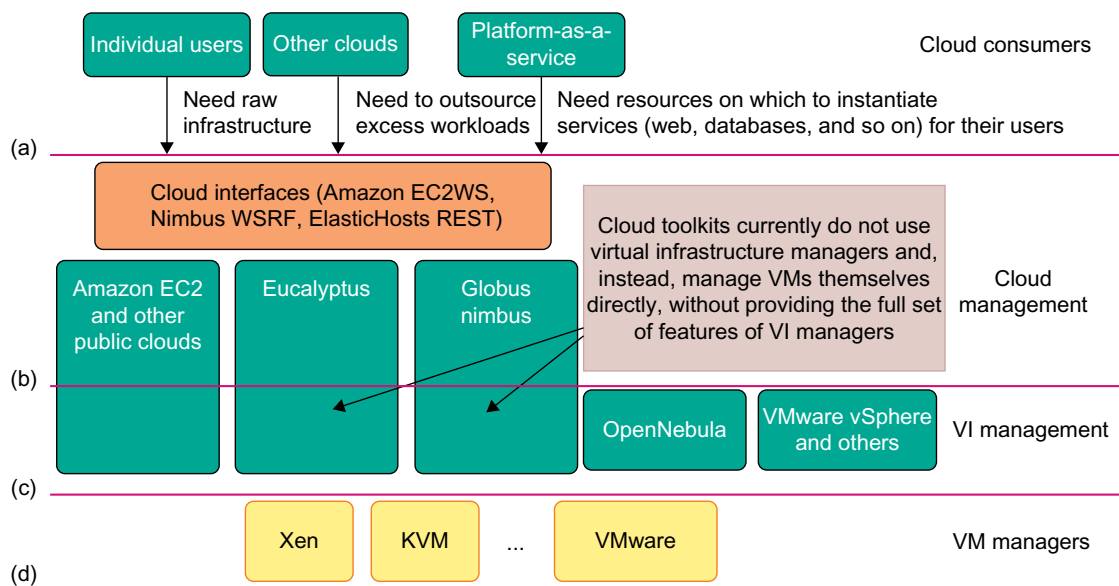 Individual users
Other clouds
Platform-as-a-
service
Cloud consumers
Need raw
infrastructure
Need to outsource
excess workloads
Need resources on which to instantiate
services (web, databases, and so on) for their users
(a)
Cloud interfaces (Amazon EC2WS,
Nimbus WSRF, ElasticHosts REST)
Cloud toolkits currently do not use
virtual infrastructure managers and,
instead, manage VMs themselves
directly, without providing the full set
of features of VI managers
Cloud
management
Amazon EC2
and other
public clouds
Eucalyptus
Globus
nimbus
(b)
OpenNebula
VMware vSphere
and others
VI management
(c)
Xen
KVM
...
VMware
VM managers
(d)